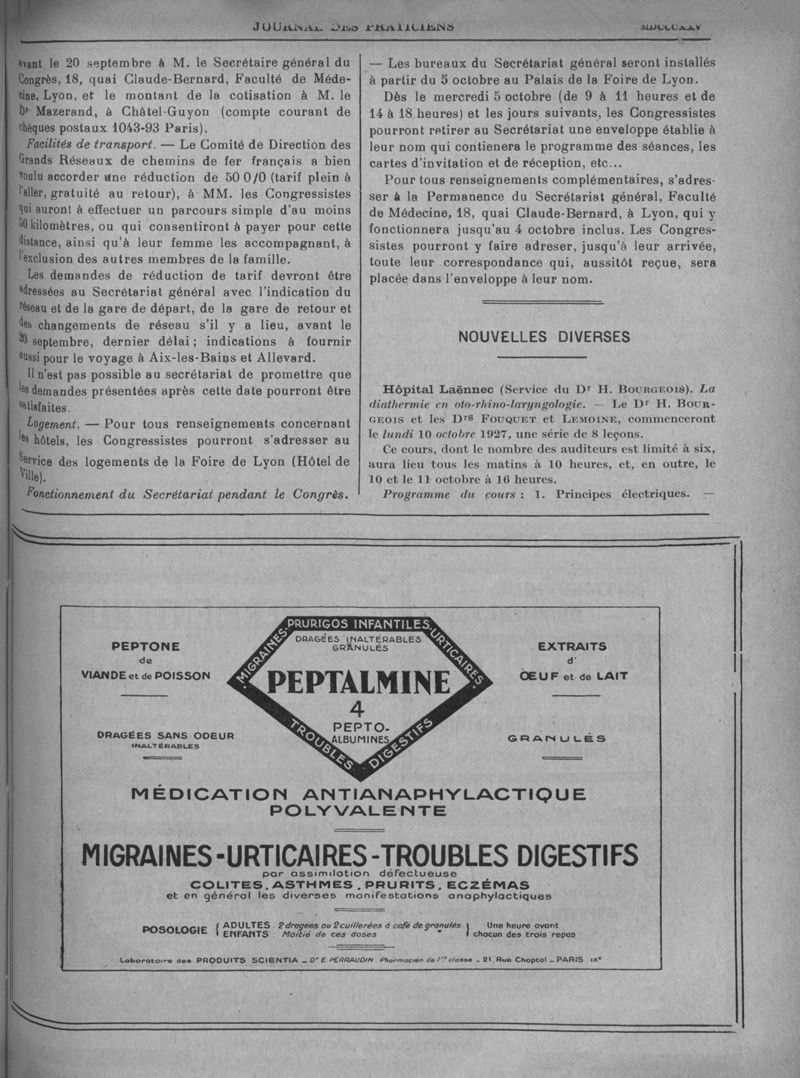 JOURNAL DES PRATICIENS
avant le 20 septembre à M. le Secrétaire général du
Congrès, 18, quai Claude-Bernard, Faculté de Méde-
cine, Lyon, et le montant de la cotisation à M. le
Dr Mazerand, à Châtel-Guyon (compte courant de
chèques postaux 1043-93 Paris).
Facilités de transport. — Le Comité de Direction des
Grands Réseaux de chemins de fer français a bien
voulu accorder une réduction de 50 0/0 (tarif plein à
l'aller, gratuité au retour), à MM. les Congressistes
qui auront à effectuer un parcours simple d'au moins
50 kilomètres, ou qui consentiront à payer pour cette
distance, ainsi qu'à leur femme les accompagnant, à
l'exclusion des autres membres de la famille.
Les demandes de réduction de tarif devront être
adressées au Secrétariat général avec l'indication du
réseau et de la gare de départ, de la gare de retour et
des changements de réseau s'il y a lieu, avant le
20 septembre, dernier délai ; indications à fournir
aussi pour le voyage à Aix-les-Bains et Allevard.
Il n'est pas possible au secrétariat de promettre que
les demandes présentées après cette date pourront être
satisfaites.
Logement. — Pour tous renseignements concernant
les hôtels, les Congressistes pourront s'adresser au
Service des logements de la Foire de Lyon (Hôtel de
Ville).
Fonctionnement du Secrétariat pendant le Congrès.
— Les bureaux du Secrétariat général seront installés
à partir du 5 octobre au Palais de la Foire de Lyon.
Dès le mercredi 5 octobre (de 9 à 11 heures et de
14 à 18 heures) et les jours suivants, les Congressistes
pourront retirer au Secrétariat une enveloppe établie à
leur nom qui contienera le programme des séances, les
cartes d'invitation et de réception, etc...
Pour tous renseignements complémentaires, s'adres-
ser à la Permanence du Secrétariat général, Faculté
de Médecine, 18, quai Claude-Bernard, à Lyon, qui y
fonctionnera jusqu'au 4 octobre inclus. Les Congres-
sistes pourront y faire adreser, jusqu'à leur arrivée,
toute leur correspondance qui, aussitôt reçue, sera
placée dans l'enveloppe à leur nom.
NOUVELLES DIVERSES
Hôpital Laënnec (Service du Dr H. BOURGEOIS). La
diathermie en oto-rhino-laryngologie. — Le Dr H. BOUR-
GEOIS et les Drs FOUQUET et LEMOINE, commenceront
le lundi 10 octobre 1927, une série de 8 leçons.
Ce cours, dont le nombre des auditeurs est limité à six,
aura lieu tous les matins à 10 heures, et, en outre, le
10 et le 11 octobre à 16 heures.
Programme du cours : 1. Principes électriques. —
PRURIGOS INFANTILES
MIGRAINES
URTICAIRES
DRAGÉES INALTÉRABLES
GRANULÉS
PEPTALMINE
4
PEPTO-
ALBUMINES
TROUBLES DIGESTIFS
PEPTONE
de
VIANDE et de POISSON
DRAGÉES SANS ODEUR
INALTÉRABLES
EXTRAITS
d'
OEUF et de LAIT
GRANULÉS
MÉDICATION ANTIANAPHYLACTIQUE
POLYVALENTE
MIGRAINES-URTICAIRES-TROUBLES DIGESTIFS
par assimilation défectueuse
COLITES. ASTHMES. PRURITS. ECZÉMAS
et en général les diverses manifestations anaphylactiques
POSOLOGIE
ADULTES 2 dragées ou 2 cuillerées à café de granulés
ENFANTS : Moitié de ces doses "
Une heure avant
chacun des trois repas
Laboratoire des PRODUITS SCIENTIA _ Dr E PERRAUDIN Pharmacien de 1re classe _ 21, Rue Chaptal _ PARIS IXe